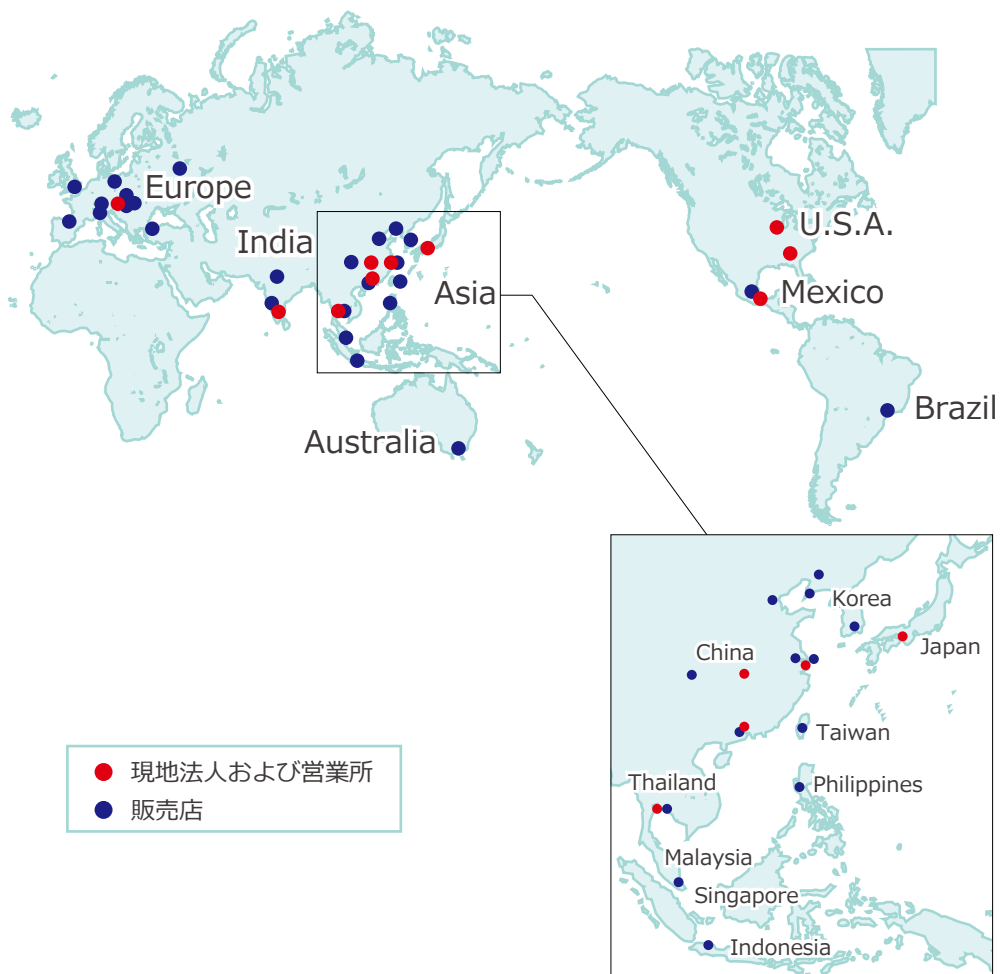 Europe
U.S.A.
India
Asia
Mexico
Brazil
Australia
Korea
Japan
China
Taiwan
Thailand
Philippines
Malaysia
Singapore
Indonesia
現地法人および営業所
販売店